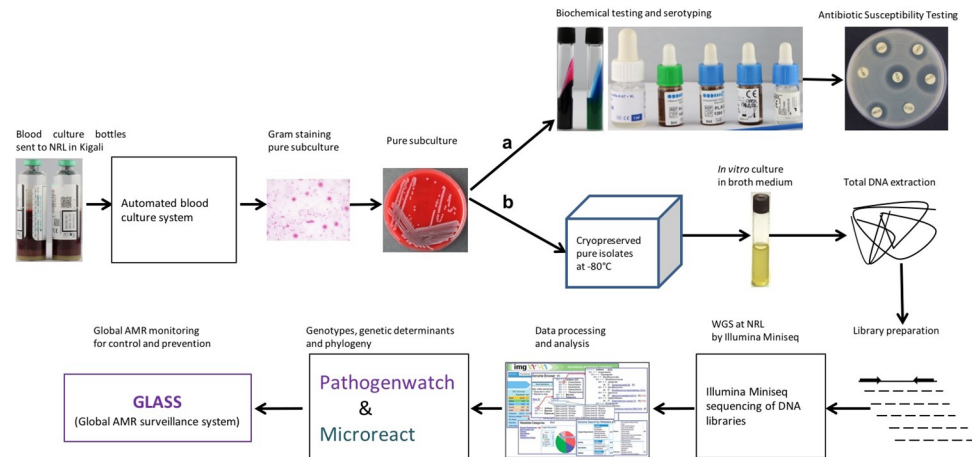 Biochemical testing and serotyping
Antibiotic Susceptibility Testing
Blood culture bottles
sent to NRL in Kigali
Gram staining
pure subculture
Pure subculture
a
Automated blood
culture system
b
In vitro culture
in broth medium
Total DNA extraction
Cryopreserved
pure isolates
at -80°C
Global AMR monitoring
for control and prevention
Genotypes, genetic determinants
and phylogeny
Data processing
and analysis
WGS at NRL
by Illumina Miniseq
Library preparation
GLASS
(Global AMR surveillance system)
Pathogenwatch
&
Microreact
img
Illumina Miniseq
sequencing of DNA
libraries